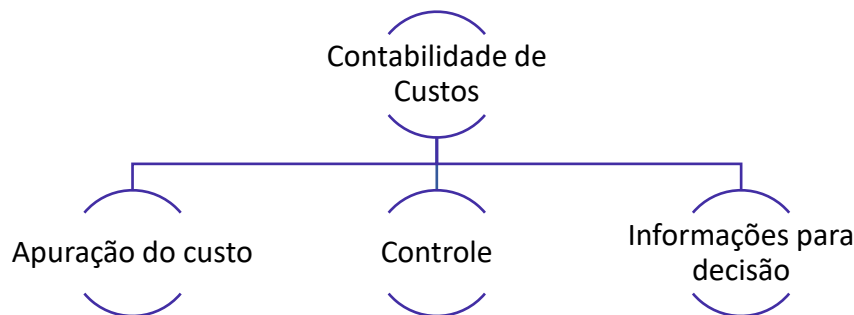 Contabilidade de
Custos
Apuração do custo
Controle
Informações para
decisão